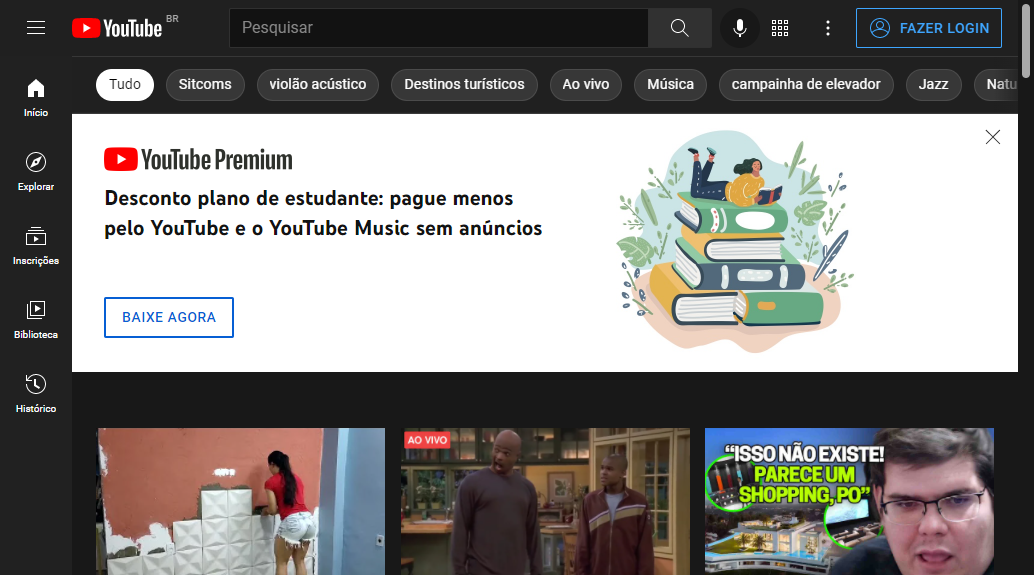 YouTube BR
Pesquisar
FAZER LOGIN
Tudo
Sitcoms
violão acústico
Destinos turísticos
Ao vivo
Música
campainha de elevador
Jazz
Natu
Início
Explorar
Inscrições
Biblioteca
Histórico
YouTube Premium
Desconto plano de estudante: pague menos
pelo YouTube e o YouTube Music sem anúncios
BAIXE AGORA
AO VIVO
“ISSO NÃO EXISTE!
PARECE UM
SHOPPING, PO”